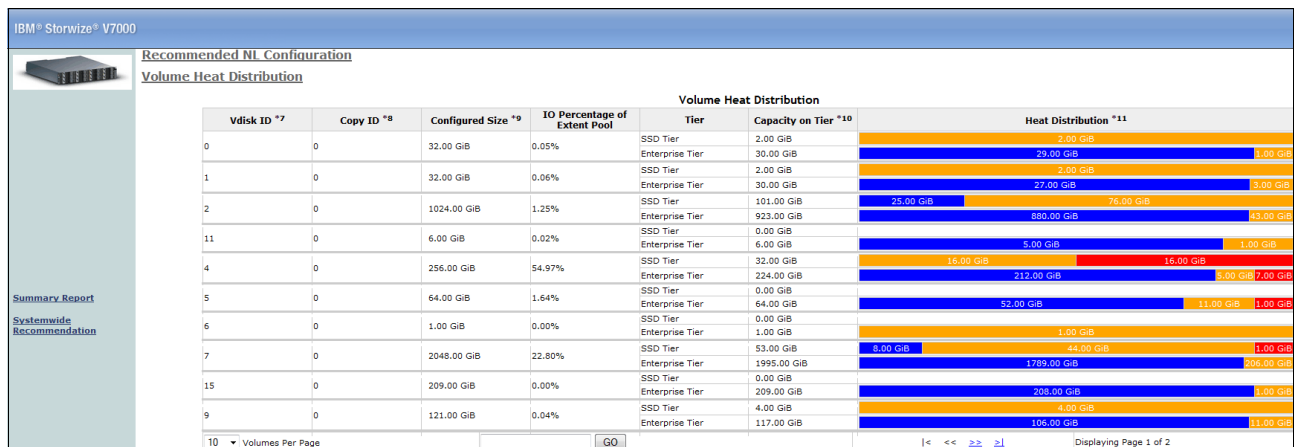 IBM® Storwize® V7000
Recommended NL Configuration
Volume Heat Distribution
Volume Heat Distribution
Vdisk ID *7 Copy ID *8 Configured Size *9 IO Percentage of Extent Pool Tier Capacity on Tier *10 Heat Distribution *11
0 0 32.00 GiB 0.05% SSD Tier 2.00 GiB 2.00 GiB
Enterprise Tier 30.00 GiB 29.00 GiB 1.00 GiB
1 0 32.00 GiB 0.06% SSD Tier 2.00 GiB 2.00 GiB
Enterprise Tier 30.00 GiB 27.00 GiB 3.00 GiB
2 0 1024.00 GiB 1.25% SSD Tier 101.00 GiB 25.00 GiB 76.00 GiB
Enterprise Tier 923.00 GiB 880.00 GiB 43.00 GiB
11 0 6.00 GiB 0.02% SSD Tier 0.00 GiB
Enterprise Tier 6.00 GiB 5.00 GiB 1.00 GiB
4 0 256.00 GiB 54.97% SSD Tier 32.00 GiB 16.00 GiB 16.00 GiB
Enterprise Tier 224.00 GiB 212.00 GiB 5.00 GiB 7.00 GiB
5 0 64.00 GiB 1.64% SSD Tier 0.00 GiB
Enterprise Tier 64.00 GiB 52.00 GiB 11.00 GiB 1.00 GiB
6 0 1.00 GiB 0.00% SSD Tier 0.00 GiB
Enterprise Tier 1.00 GiB 1.00 GiB
7 0 2048.00 GiB 22.80% SSD Tier 53.00 GiB 8.00 GiB 44.00 GiB 1.00 GiB
Enterprise Tier 1995.00 GiB 1789.00 GiB 206.00 GiB
15 0 209.00 GiB 0.00% SSD Tier 0.00 GiB
Enterprise Tier 209.00 GiB 208.00 GiB 1.00 GiB
9 0 121.00 GiB 0.04% SSD Tier 4.00 GiB 4.00 GiB
Enterprise Tier 117.00 GiB 106.00 GiB 11.00 GiB
Summary Report
Systemwide
Recommendation
10 Volumes Per Page GO |< << >> >| Displaying Page 1 of 2